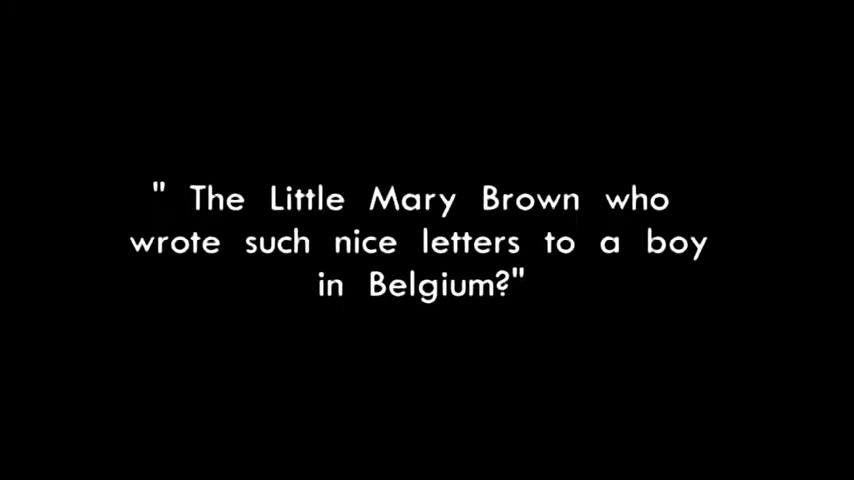 " The Little Mary Brown who
wrote such nice letters to a boy
in Belgium?"